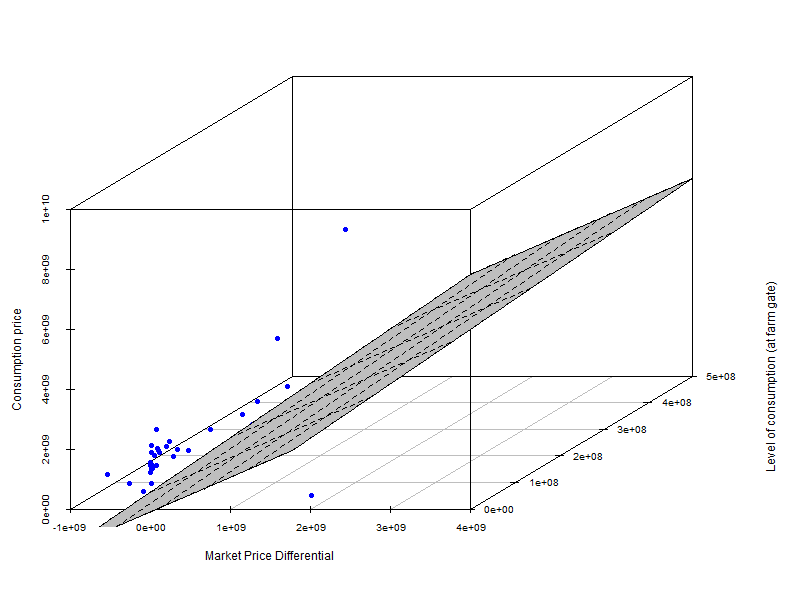 1e+10
8e+09
6e+09
4e+09
2e+09
0e+00
Consumption price
-1e+09 0e+00 1e+09 2e+09 3e+09 4e+09
Market Price Differential
0e+00
1e+08
2e+08
3e+08
4e+08
5e+08
Level of consumption (at farm gate)